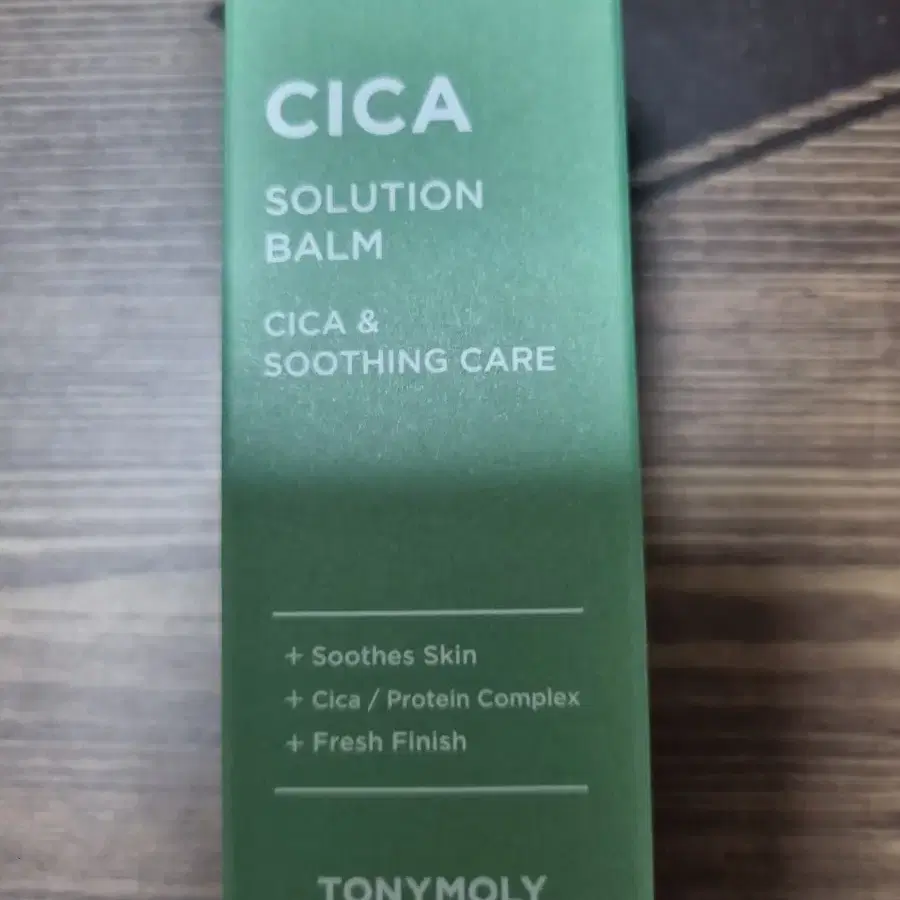 CICA
SOLUTION
BALM
CICA &
SOOTHING CARE
+ Soothes Skin
+ Cica / Protein Complex
+ Fresh Finish
TONYMOLY